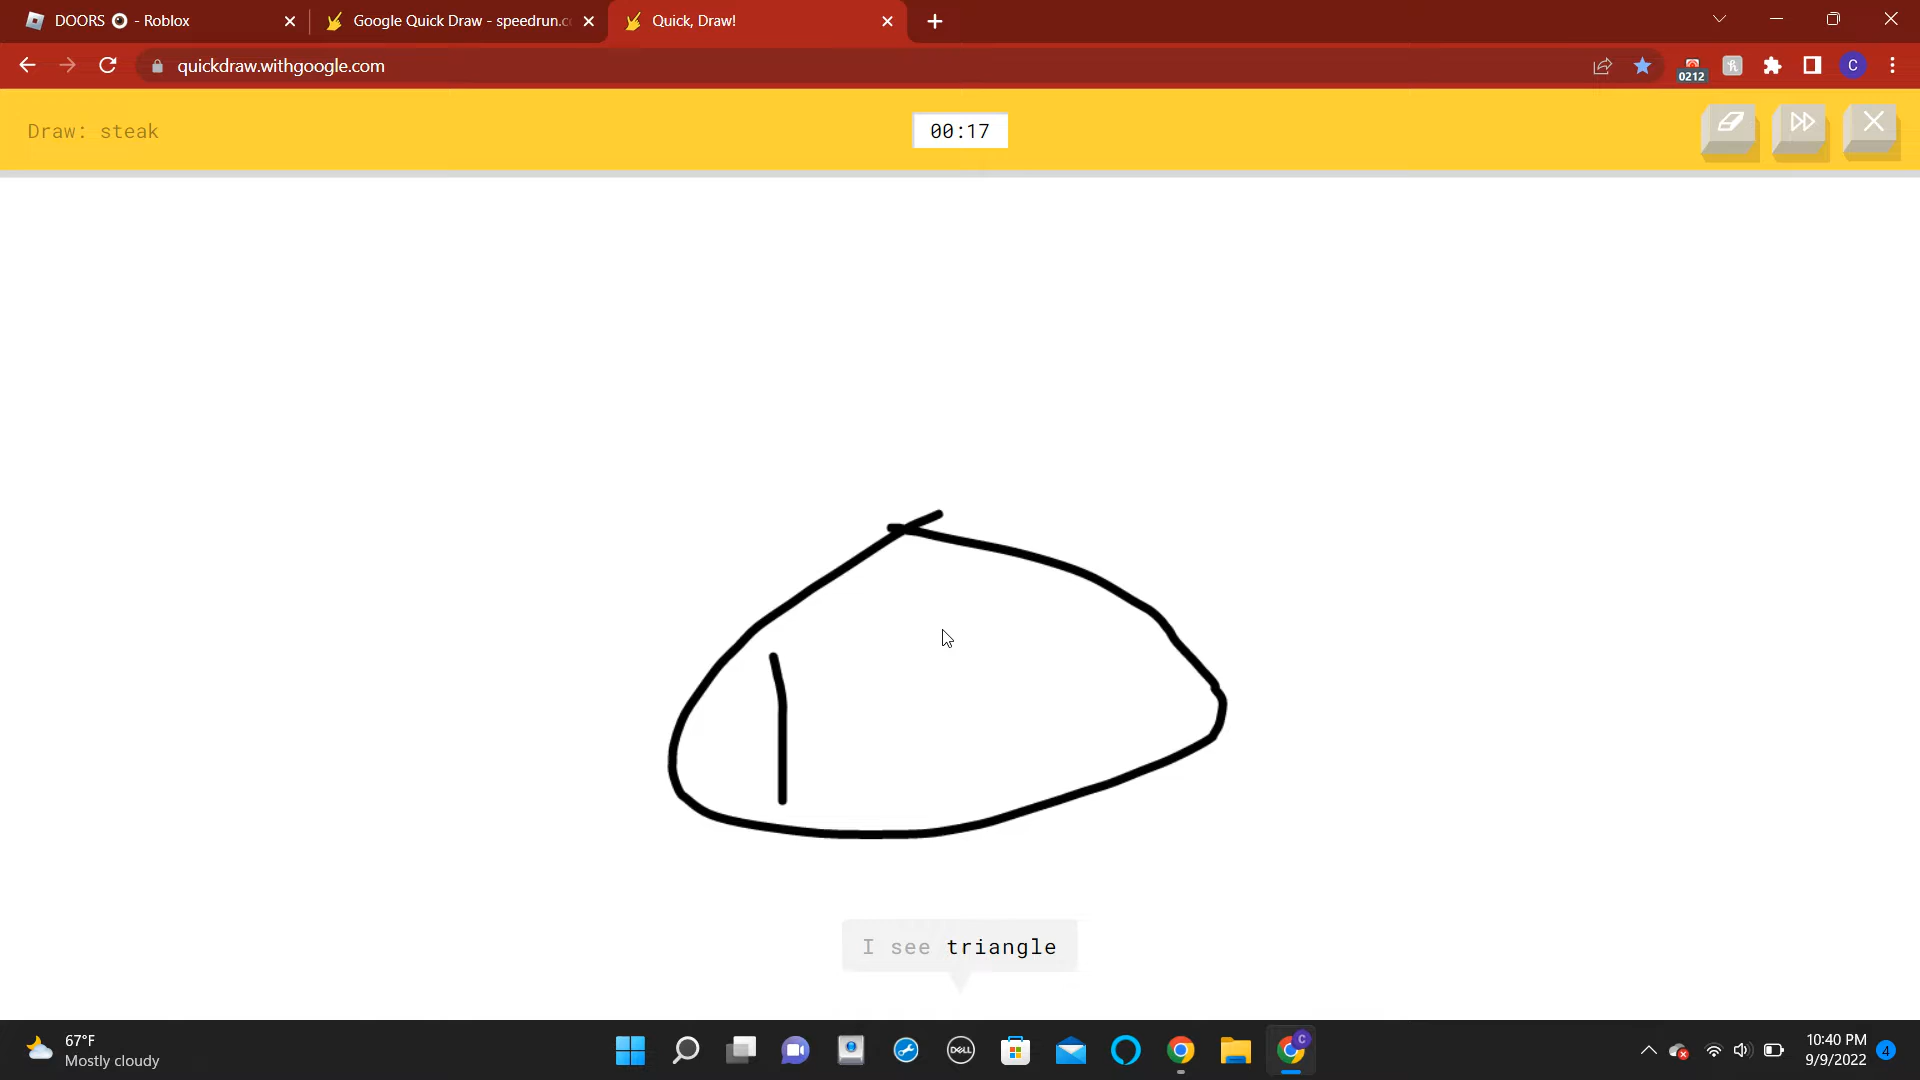 DOORS - Roblox
Google Quick Draw - speedrun.c
Quick, Draw!
quickdraw.withgoogle.com
0212
C
Draw: steak
00:17
I see triangle
67°F
Mostly cloudy
DELL
C
10:40 PM
9/9/2022
4